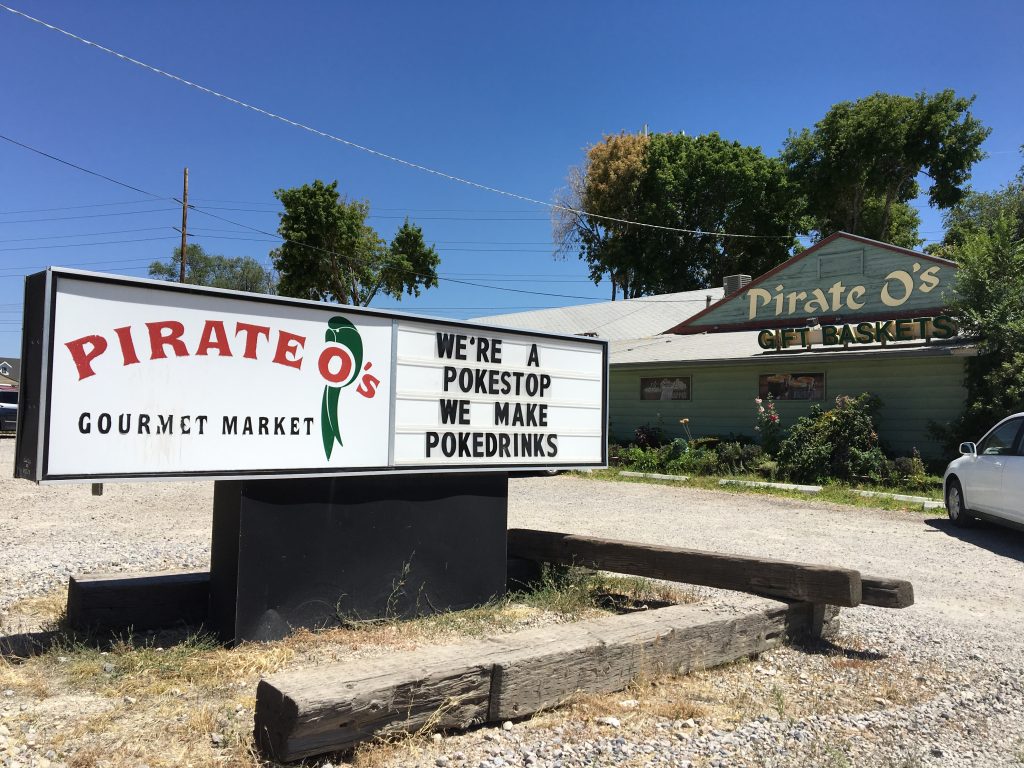 PIRATE O's
GOURMET MARKET
WE'RE A
POKESTOP
WE MAKE
POKEDRINKS
Pirate O's
GIFT BASKETS